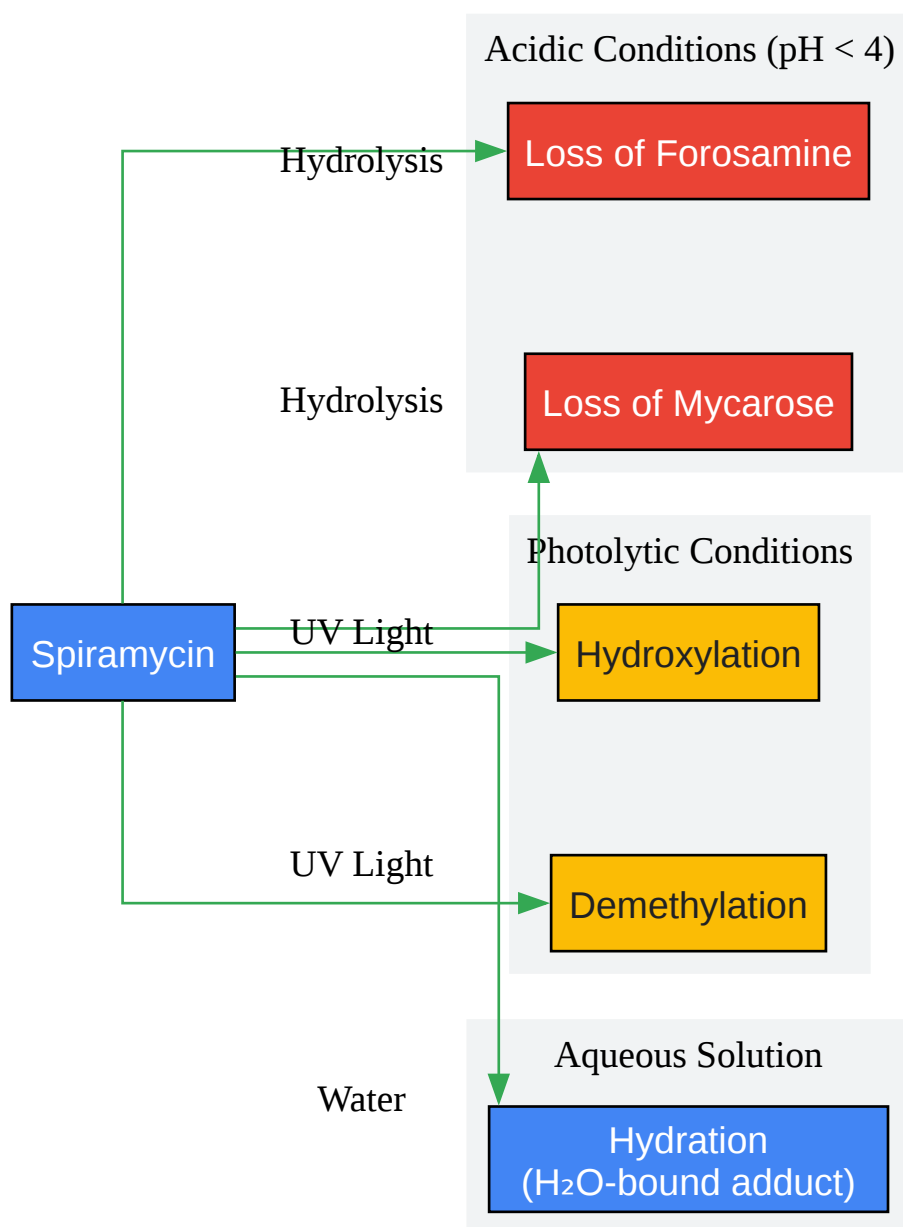 Acidic Conditions (pH < 4)
Hydrolysis
Loss of Forosamine
Hydrolysis
Loss of Mycarose
Photolytic Conditions
Spiramycin
UV Light
Hydroxylation
UV Light
Demethylation
Aqueous Solution
Water
Hydration
(H₂O-bound adduct)